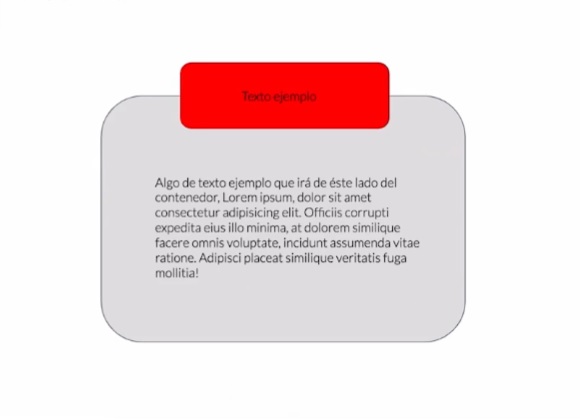 Texto ejemplo
Algo de texto ejemplo que irá de éste lado del
contenedor, Lorem ipsum, dolor sit amet
consectetur adipisicing elit. Officiis corrupti
expedita eius illo minima, at dolorem similique
facere omnis voluptate, incidunt assumenda vitae
ratione. Adipisci placeat similique veritatis fuga
mollitia!